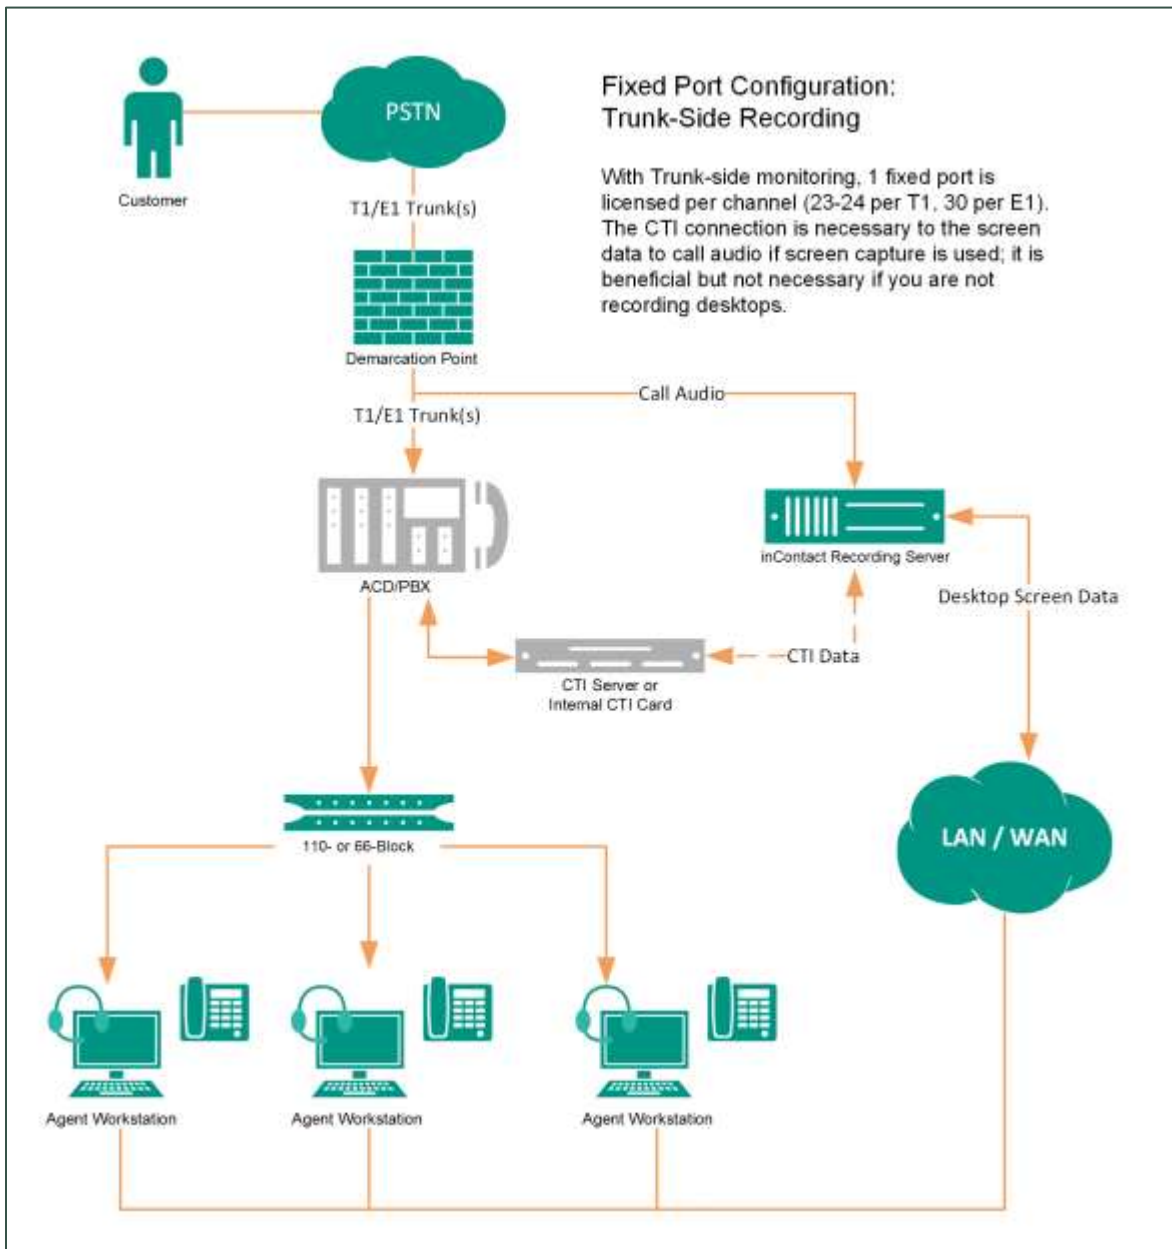 PSTN
Customer
Fixed Port Configuration:
Trunk-Side Recording
With Trunk-side monitoring, 1 fixed port is
licensed per channel (23-24 per T1, 30 per E1).
The CTI connection is necessary to the screen
data to call audio if screen capture is used; it is
beneficial but not necessary if you are not
recording desktops.
T1/E1 Trunk(s)
Demarcation Point
Call Audio
T1/E1 Trunk(s)
ACD/PBX
inContact Recording Server
Desktop Screen Data
CTI Data
CTI Server or
Internal CTI Card
110- or 66-Block
LAN / WAN
Agent Workstation
Agent Workstation
Agent Workstation